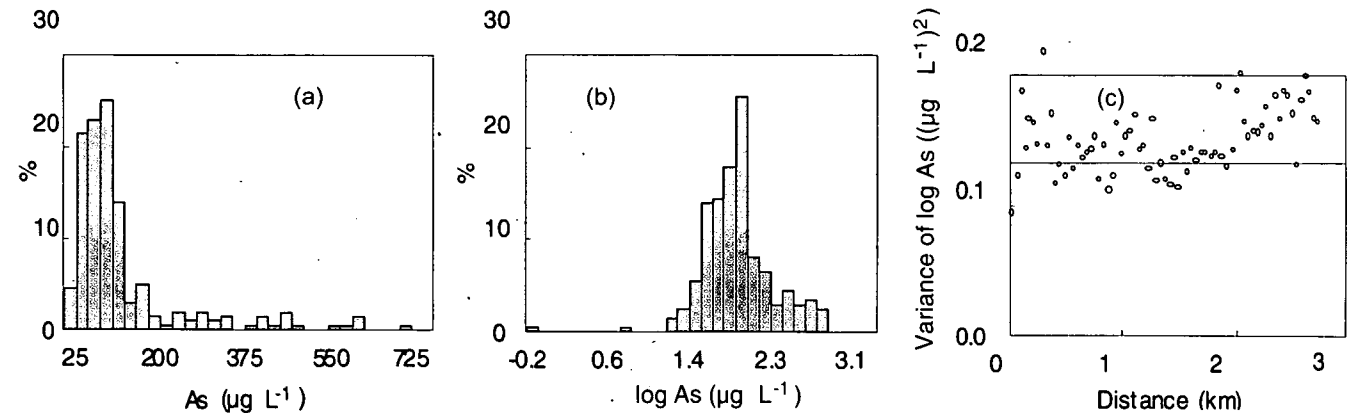 30
20
10
0
%
(a)
25 200 375 550 725
As (µg L-1)
30
20
10
0
%
(b)
-0.2 0.6 1.4 2.3 3.1
log As (µg L-1)
0.2
0.1
0.0
Variance of log As ((µg L-1)2)
(c)
0 1 2 3
Distance (km)